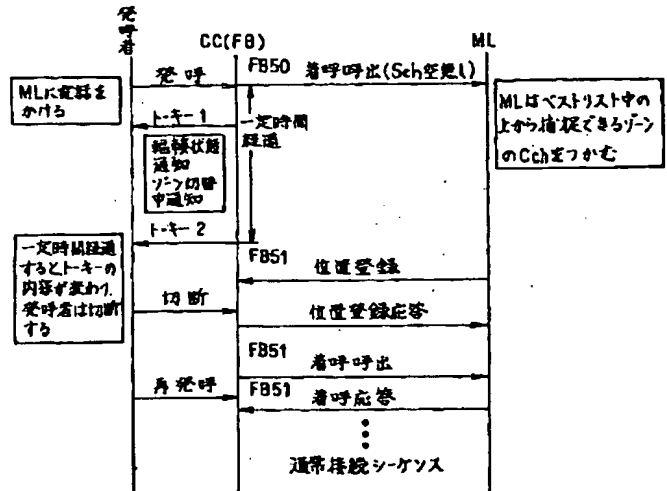 発呼者
CC(FB)
ML
発呼
FB50
着呼呼出(Sch空無し)
MLに電話を
かける
トーキー1
一定時間
経過
MLはベストリスト中の
上から捕捉できるゾーン
のCchをつかむ
輻輳状態
通知
ゾーン切替
中通知
トーキー2
一定時間経過
するとトーキーの
内容が変わり、
発呼者は切断
する
FB51
位置登録
切断
位置登録応答
FB51
着呼呼出
再発呼
FB51
着呼応答
通常接続シーケンス